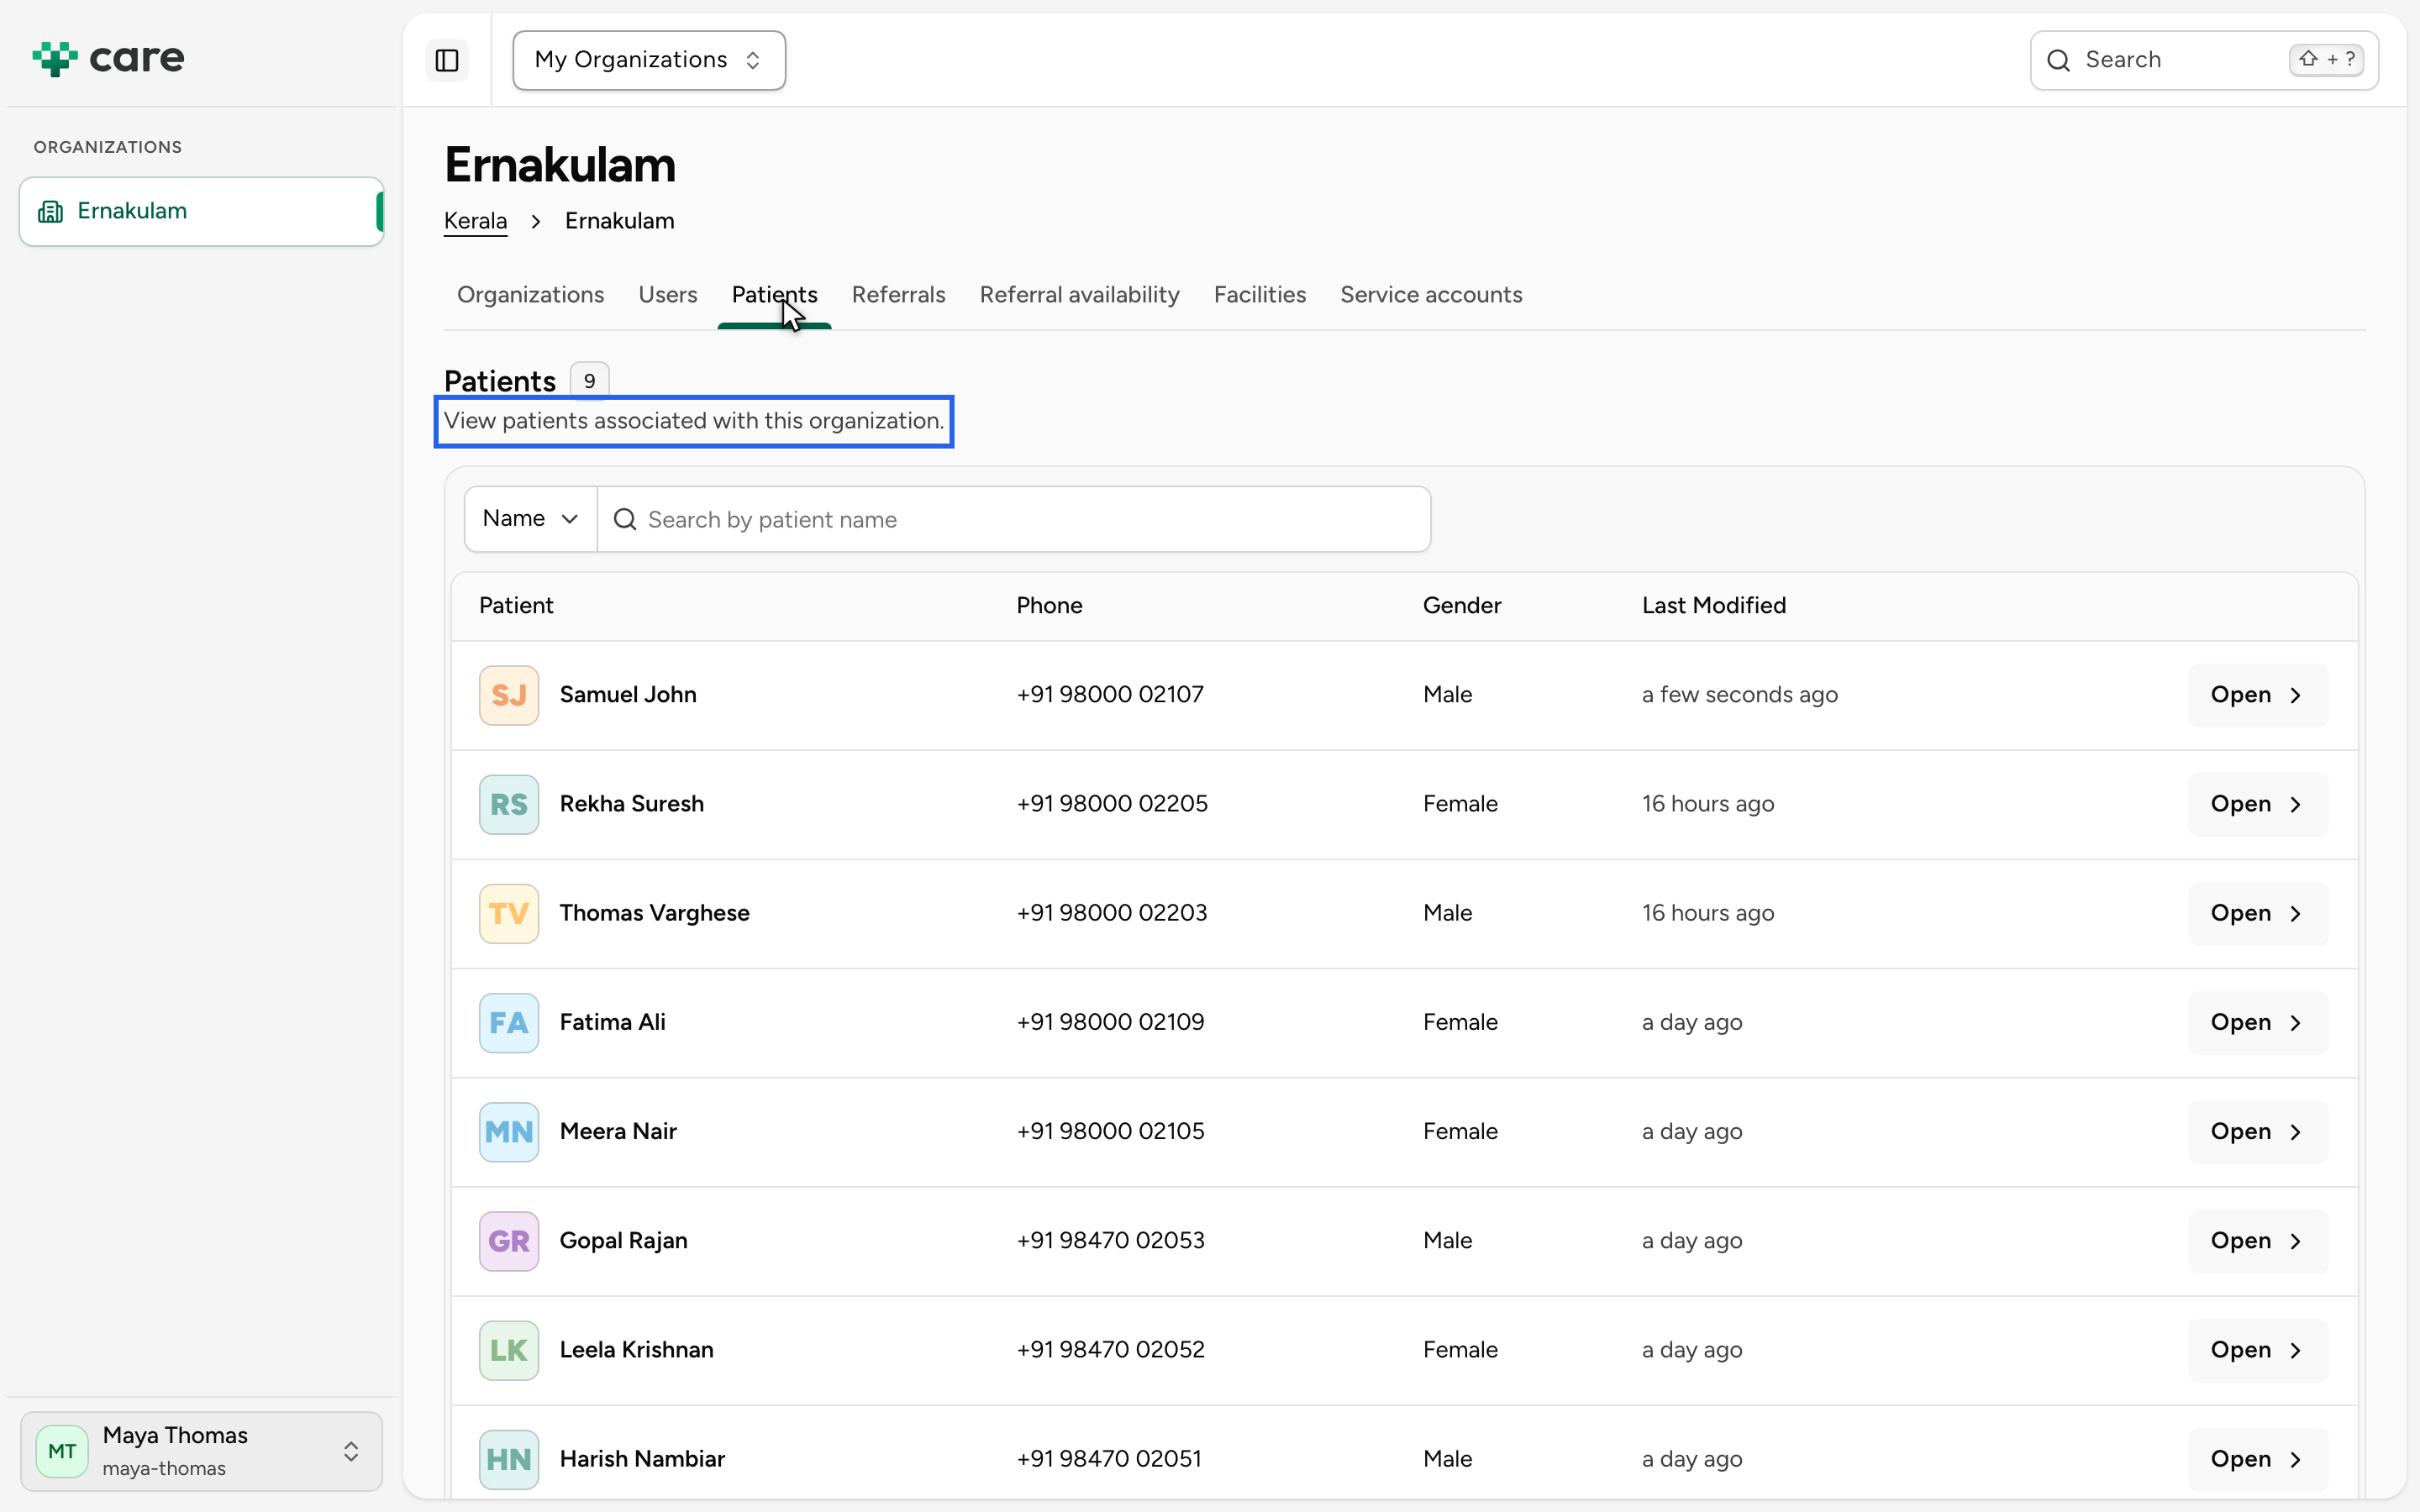 care
My Organizations
Search
⇧ + ?
ORGANIZATIONS
Ernakulam
Ernakulam
Kerala > Ernakulam
Organizations Users Patients Referrals Referral availability Facilities Service accounts
Patients 9
View patients associated with this organization.
Name Search by patient name
Patient Phone Gender Last Modified
SJ Samuel John +91 98000 02107 Male a few seconds ago Open
RS Rekha Suresh +91 98000 02205 Female 16 hours ago Open
TV Thomas Varghese +91 98000 02203 Male 16 hours ago Open
FA Fatima Ali +91 98000 02109 Female a day ago Open
MN Meera Nair +91 98000 02105 Female a day ago Open
GR Gopal Rajan +91 98470 02053 Male a day ago Open
LK Leela Krishnan +91 98470 02052 Female a day ago Open
HN Harish Nambiar +91 98470 02051 Male a day ago Open
MT Maya Thomas
maya-thomas